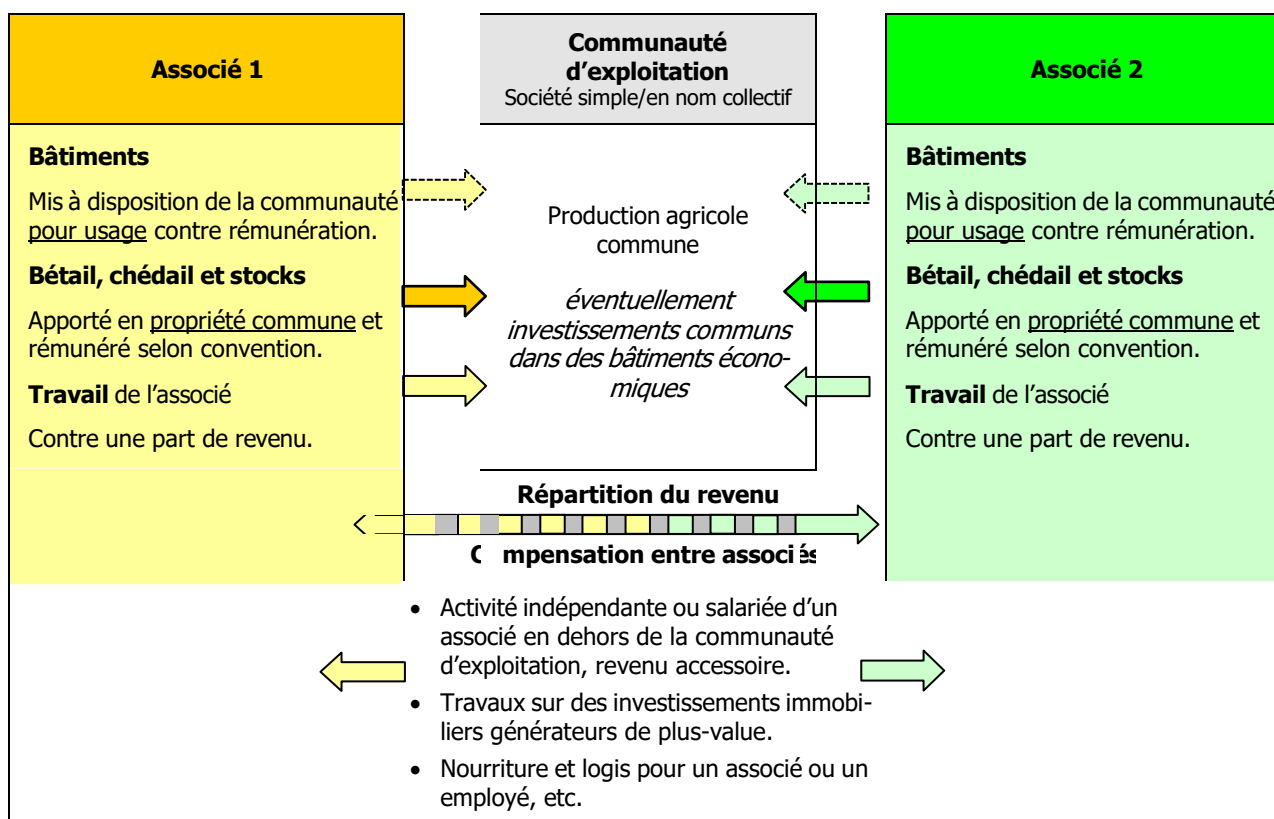 Associé 1
Bâtiments
Mis à disposition de la communauté
pour usage contre rémunération.
Bétail, chédail et stocks
Apporté en propriété commune et
rémunéré selon convention.
Travail de l’associé
Contre une part de revenu.
Communauté
d’exploitation
Société simple/en nom collectif
Production agricole
commune
éventuellement
investissements communs
dans des bâtiments écono-
miques
Associé 2
Bâtiments
Mis à disposition de la communauté
pour usage contre rémunération.
Bétail, chédail et stocks
Apporté en propriété commune et
rémunéré selon convention.
Travail de l’associé
Contre une part de revenu.
Répartition du revenu
Compensation entre associés
• Activité indépendante ou salariée d’un
associé en dehors de la communauté
d’exploitation, revenu accessoire.
• Travaux sur des investissements immobi-
liers générateurs de plus-value.
• Nourriture et logis pour un associé ou un
employé, etc.